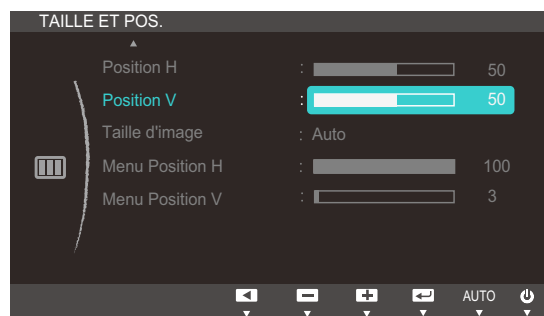 TAILLE ET POS.
Position H : 50
Position V : 50
Taille d'image : Auto
Menu Position H : 100
Menu Position V : 3
AUTO